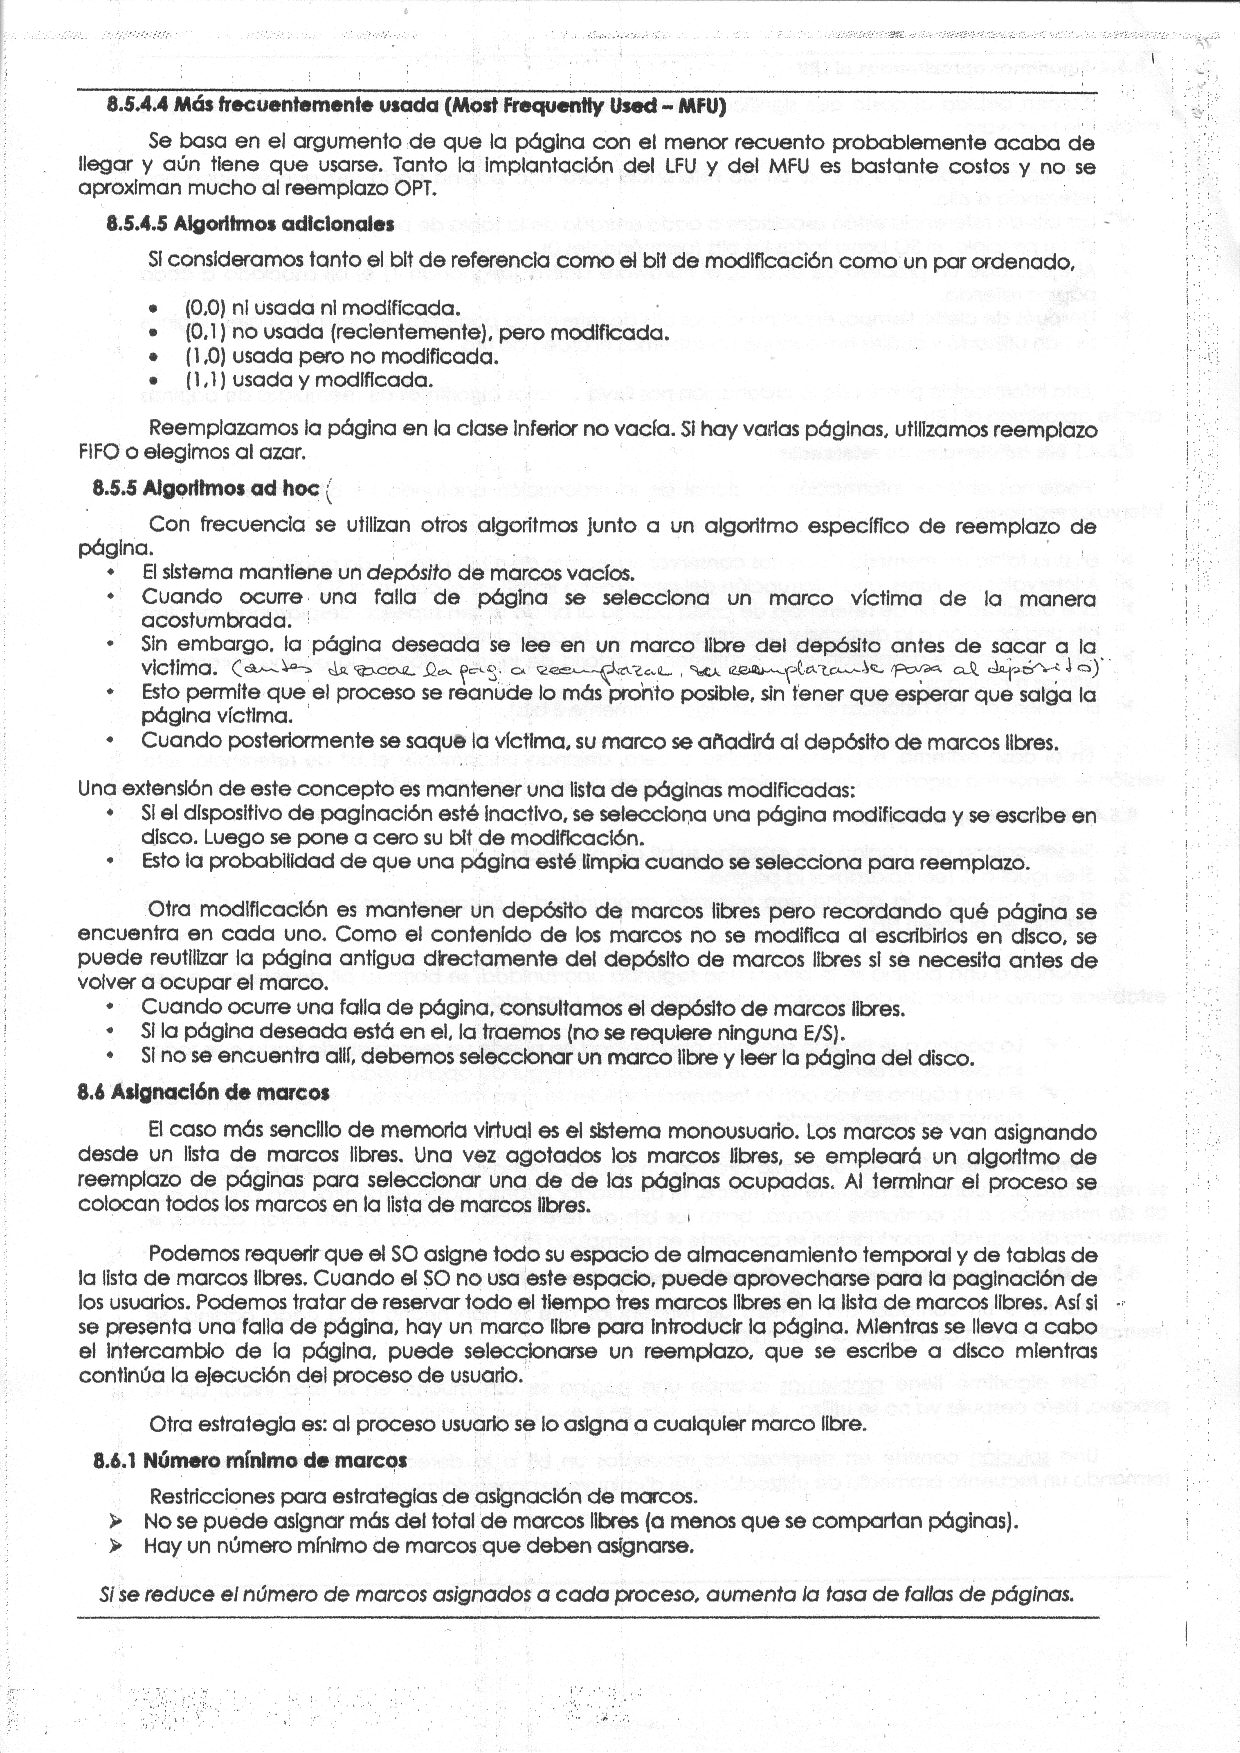 8.5.4.4 Más frecuentemente usada (Most Frequently Used – MFU)
Se basa en el argumento de que la página con el menor recuento probablemente acaba de
llegar y aún tiene que usarse. Tanto la implantación del LFU y del MFU es bastante costos y no se
aproximan mucho al reemplazo OPT.
8.5.4.5 Algoritmos adicionales
Si consideramos tanto el bit de referencia como el bit de modificación como un par ordenado,
• (0,0) ni usada ni modificada.
• (0,1) no usada (recientemente), pero modificada.
• (1,0) usada pero no modificada.
• (1,1) usada y modificada.
Reemplazamos la página en la clase inferior no vacía. Si hay varias páginas, utilizamos reemplazo
FIFO o elegimos al azar.
8.5.5 Algoritmos ad hoc (
Con frecuencia se utilizan otros algoritmos junto a un algoritmo específico de reemplazo de
página.
• El sistema mantiene un depósito de marcos vacíos.
• Cuando ocurre una falla de página se selecciona un marco víctima de la manera
acostumbrada.
• Sin embargo, la página deseada se lee en un marco libre del depósito antes de sacar a la
víctima. (antes de sacar la pag. a reemplazar, su reemplazante pasa al depósito)
• Esto permite que el proceso se reanude lo más pronto posible, sin tener que esperar que salga la
página víctima.
• Cuando posteriormente se saque la víctima, su marco se añadirá al depósito de marcos libres.
Una extensión de este concepto es mantener una lista de páginas modificadas:
• Si el dispositivo de paginación esté inactivo, se selecciona una página modificada y se escribe en
disco. Luego se pone a cero su bit de modificación.
• Esto la probabilidad de que una página esté limpia cuando se selecciona para reemplazo.
Otra modificación es mantener un depósito de marcos libres pero recordando qué página se
encuentra en cada uno. Como el contenido de los marcos no se modifica al escribirlos en disco, se
puede reutilizar la página antigua directamente del depósito de marcos libres si se necesita antes de
volver a ocupar el marco.
• Cuando ocurre una falla de página, consultamos el depósito de marcos libres.
• Si la página deseada está en el, la traemos (no se requiere ninguna E/S).
• Si no se encuentra allí, debemos seleccionar un marco libre y leer la página del disco.
8.6 Asignación de marcos
El caso más sencillo de memoria virtual es el sistema monousuario. Los marcos se van asignando
desde un lista de marcos libres. Una vez agotados los marcos libres, se empleará un algoritmo de
reemplazo de páginas para seleccionar una de de las páginas ocupadas. Al terminar el proceso se
colocan todos los marcos en la lista de marcos libres.
Podemos requerir que el SO asigne todo su espacio de almacenamiento temporal y de tablas de
la lista de marcos libres. Cuando el SO no usa este espacio, puede aprovecharse para la paginación de
los usuarios. Podemos tratar de reservar todo el tiempo tres marcos libres en la lista de marcos libres. Así si
se presenta una falla de página, hay un marco libre para introducir la página. Mientras se lleva a cabo
el intercambio de la página, puede seleccionarse un reemplazo, que se escribe a disco mientras
continúa la ejecución del proceso de usuario.
Otra estrategia es: al proceso usuario se lo asigna a cualquier marco libre.
8.6.1 Número mínimo de marcos
Restricciones para estrategias de asignación de marcos.
➢ No se puede asignar más del total de marcos libres (a menos que se compartan páginas).
➢ Hay un número mínimo de marcos que deben asignarse.
Si se reduce el número de marcos asignados a cada proceso, aumenta la tasa de fallas de páginas.